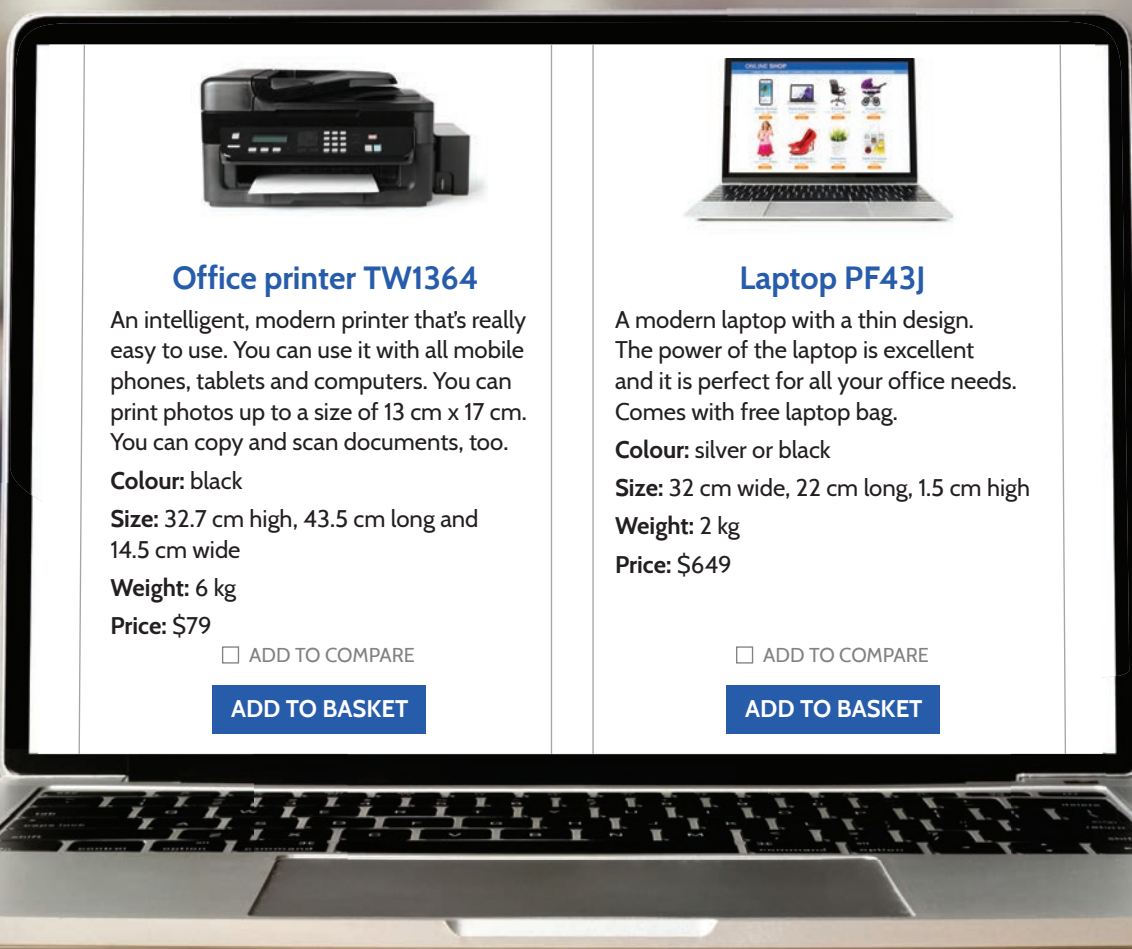 ONLINE SHOP
Office printer TW1364
An intelligent, modern printer that's really
easy to use. You can use it with all mobile
phones, tablets and computers. You can
print photos up to a size of 13 cm x 17 cm.
You can copy and scan documents, too.
Colour: black
Size: 32.7 cm high, 43.5 cm long and
14.5 cm wide
Weight: 6 kg
Price: $79
ADD TO COMPARE
ADD TO BASKET
Laptop PF43J
A modern laptop with a thin design.
The power of the laptop is excellent
and it is perfect for all your office needs.
Comes with free laptop bag.
Colour: silver or black
Size: 32 cm wide, 22 cm long, 1.5 cm high
Weight: 2 kg
Price: $649
ADD TO COMPARE
ADD TO BASKET